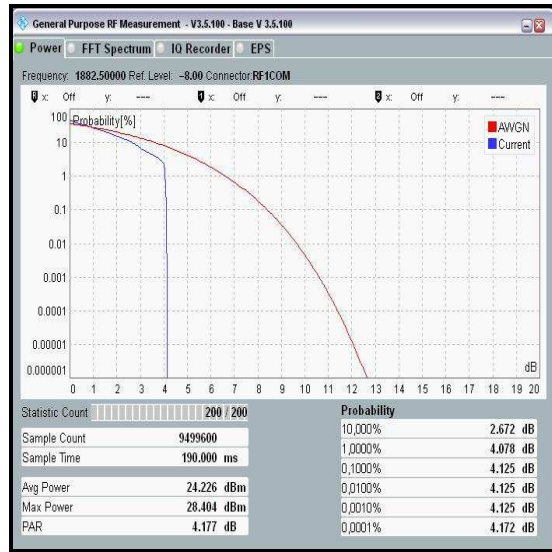 General Purpose RF Measurement - V3.5.100 - Base V 3.5.100
Power FFT Spectrum IQ Recorder EPS
Frequency: 1882.50000 Ref. Level: -8.00 Connector: RF1COM
R x: Off y: --- 1 x: Off y: --- 2 x: Off y: ---
Probability[%]
AWGN
Current
100
10
1
0.1
0.01
0.001
0.0001
0.00001
0.000001
dB
0 1 2 3 4 5 6 7 8 9 10 11 12 13 14 15 16 17 18 19 20
Statistic Count 200 / 200
Sample Count 9499600
Sample Time 190.000 ms
Avg Power 24.226 dBm
Max Power 28.404 dBm
PAR 4.177 dB
Probability
10,000% 2.672 dB
1,0000% 4.078 dB
0,1000% 4.125 dB
0,0100% 4.125 dB
0,0010% 4.125 dB
0,0001% 4.172 dB